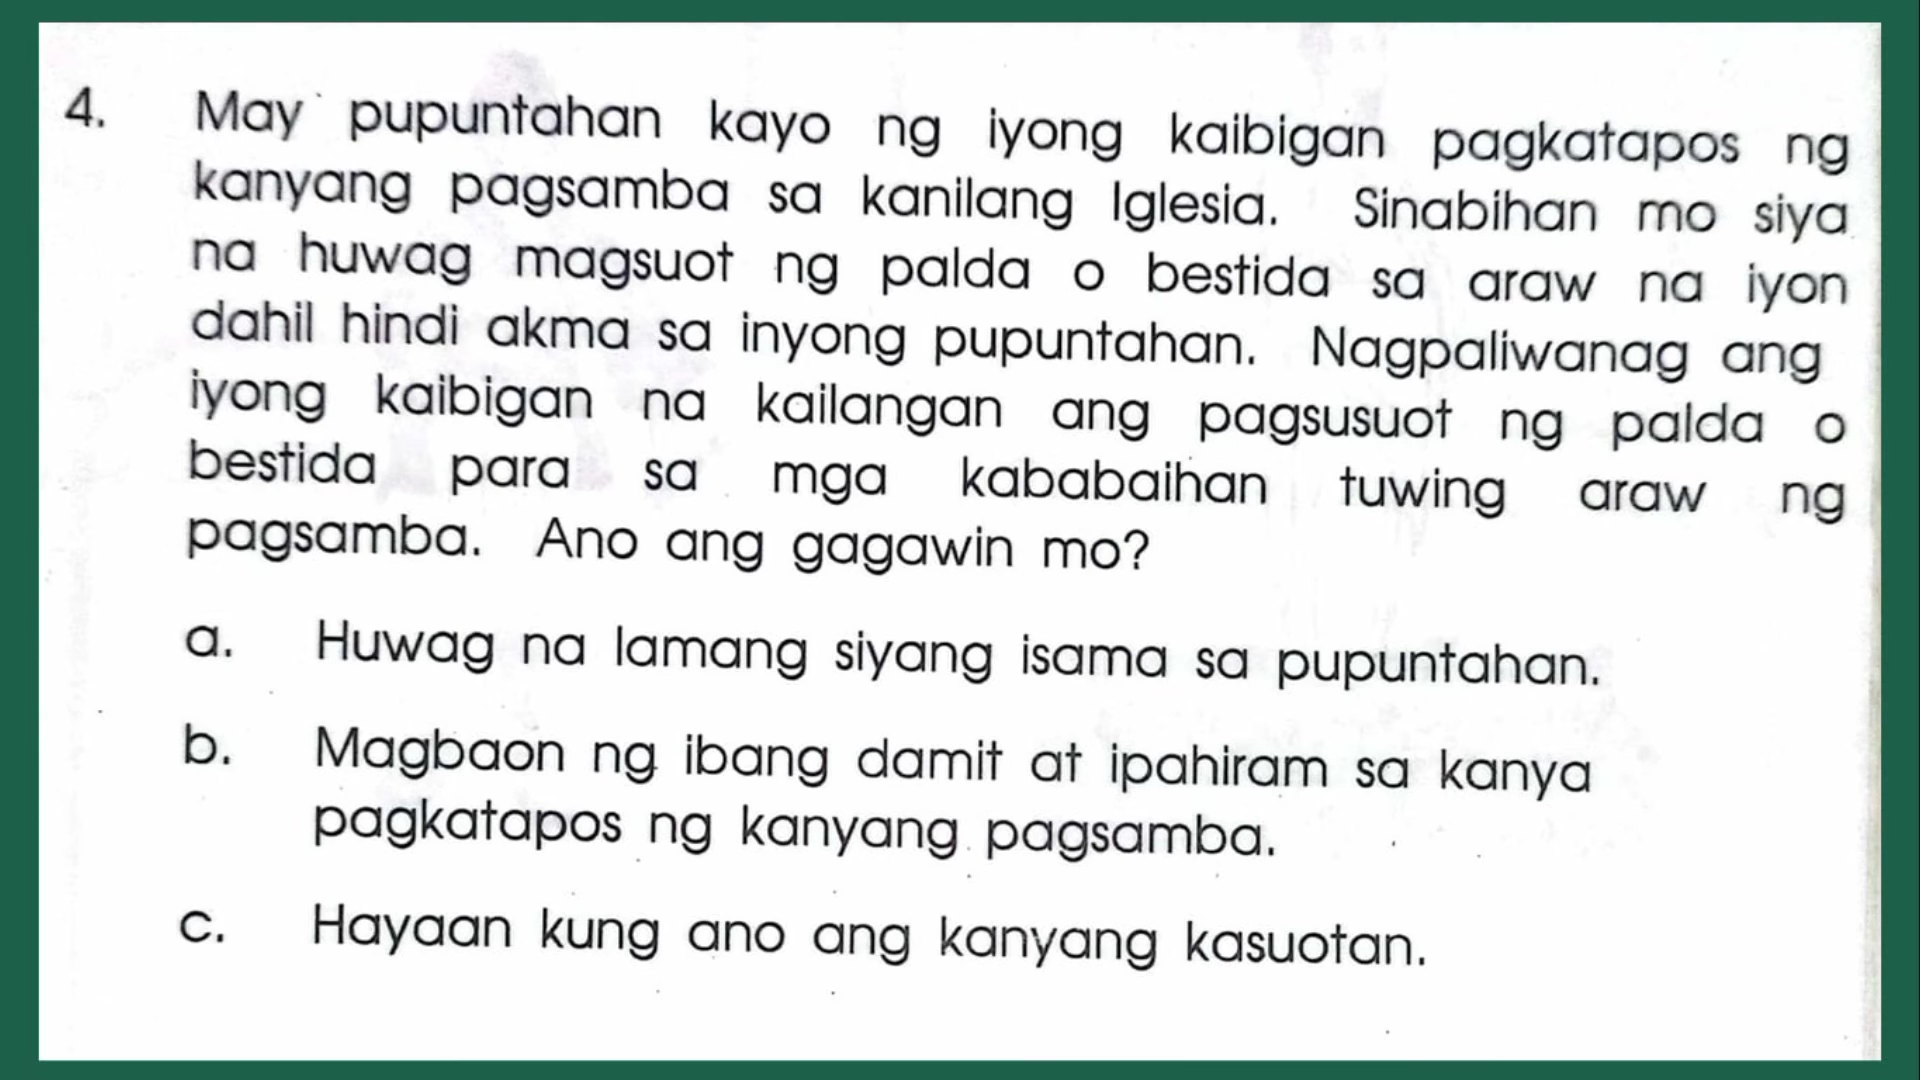 4. May pupuntahan kayo ng iyong kaibigan pagkatapos ng
kanyang pagsamba sa kanilang Iglesia. Sinabihan mo siya
na huwag magsuot ng palda o bestida sa araw na iyon
dahil hindi akma sa inyong pupuntahan. Nagpaliwanag ang
iyong kaibigan na kailangan ang pagsusuot ng palda o
bestida para sa mga kababaihan tuwing araw ng
pagsamba. Ano ang gagawin mo?
a. Huwag na lamang siyang isama sa pupuntahan.
b. Magbaon ng ibang damit at ipahiram sa kanya
pagkatapos ng kanyang pagsamba.
c. Hayaan kung ano ang kanyang kasuotan.